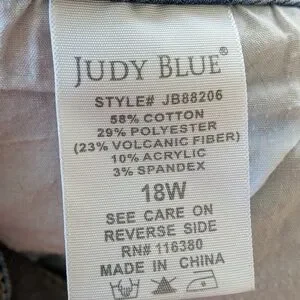 JUDY BLUE®
STYLE# JB88206
58% COTTON
29% POLYESTER
(23% VOLCANIC FIBER)
10% ACRYLIC
3% SPANDEX
18W
SEE CARE ON
REVERSE SIDE
RN# 116380
MADE IN CHINA